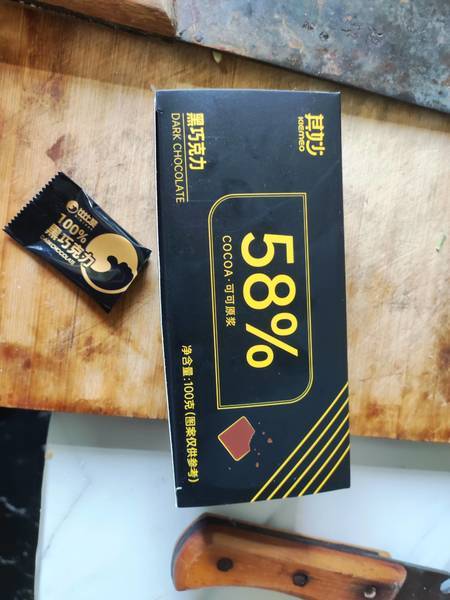 其妙
KIEMEO
黑巧克力
DARK CHOCOLATE
58%
COCOA·可可原浆
净含量:100克(图案仅供参考)
100%
黑巧克力